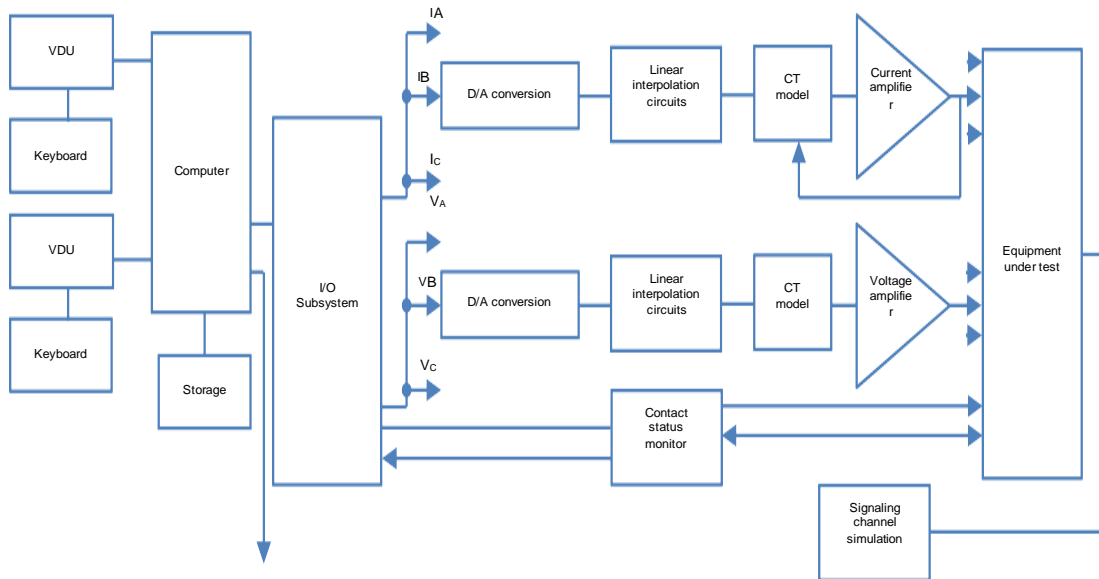 VDU
Keyboard
VDU
Keyboard
Computer
Storage
I/O
Subsystem
IA
IB
IC
VA
VB
VC
D/A conversion
Linear
interpolation
circuits
CT
model
Current
amplifie
r
D/A conversion
Linear
interpolation
circuits
CT
model
Voltage
amplifie
r
Contact
status
monitor
Equipment
under test
Signaling
channel
simulation